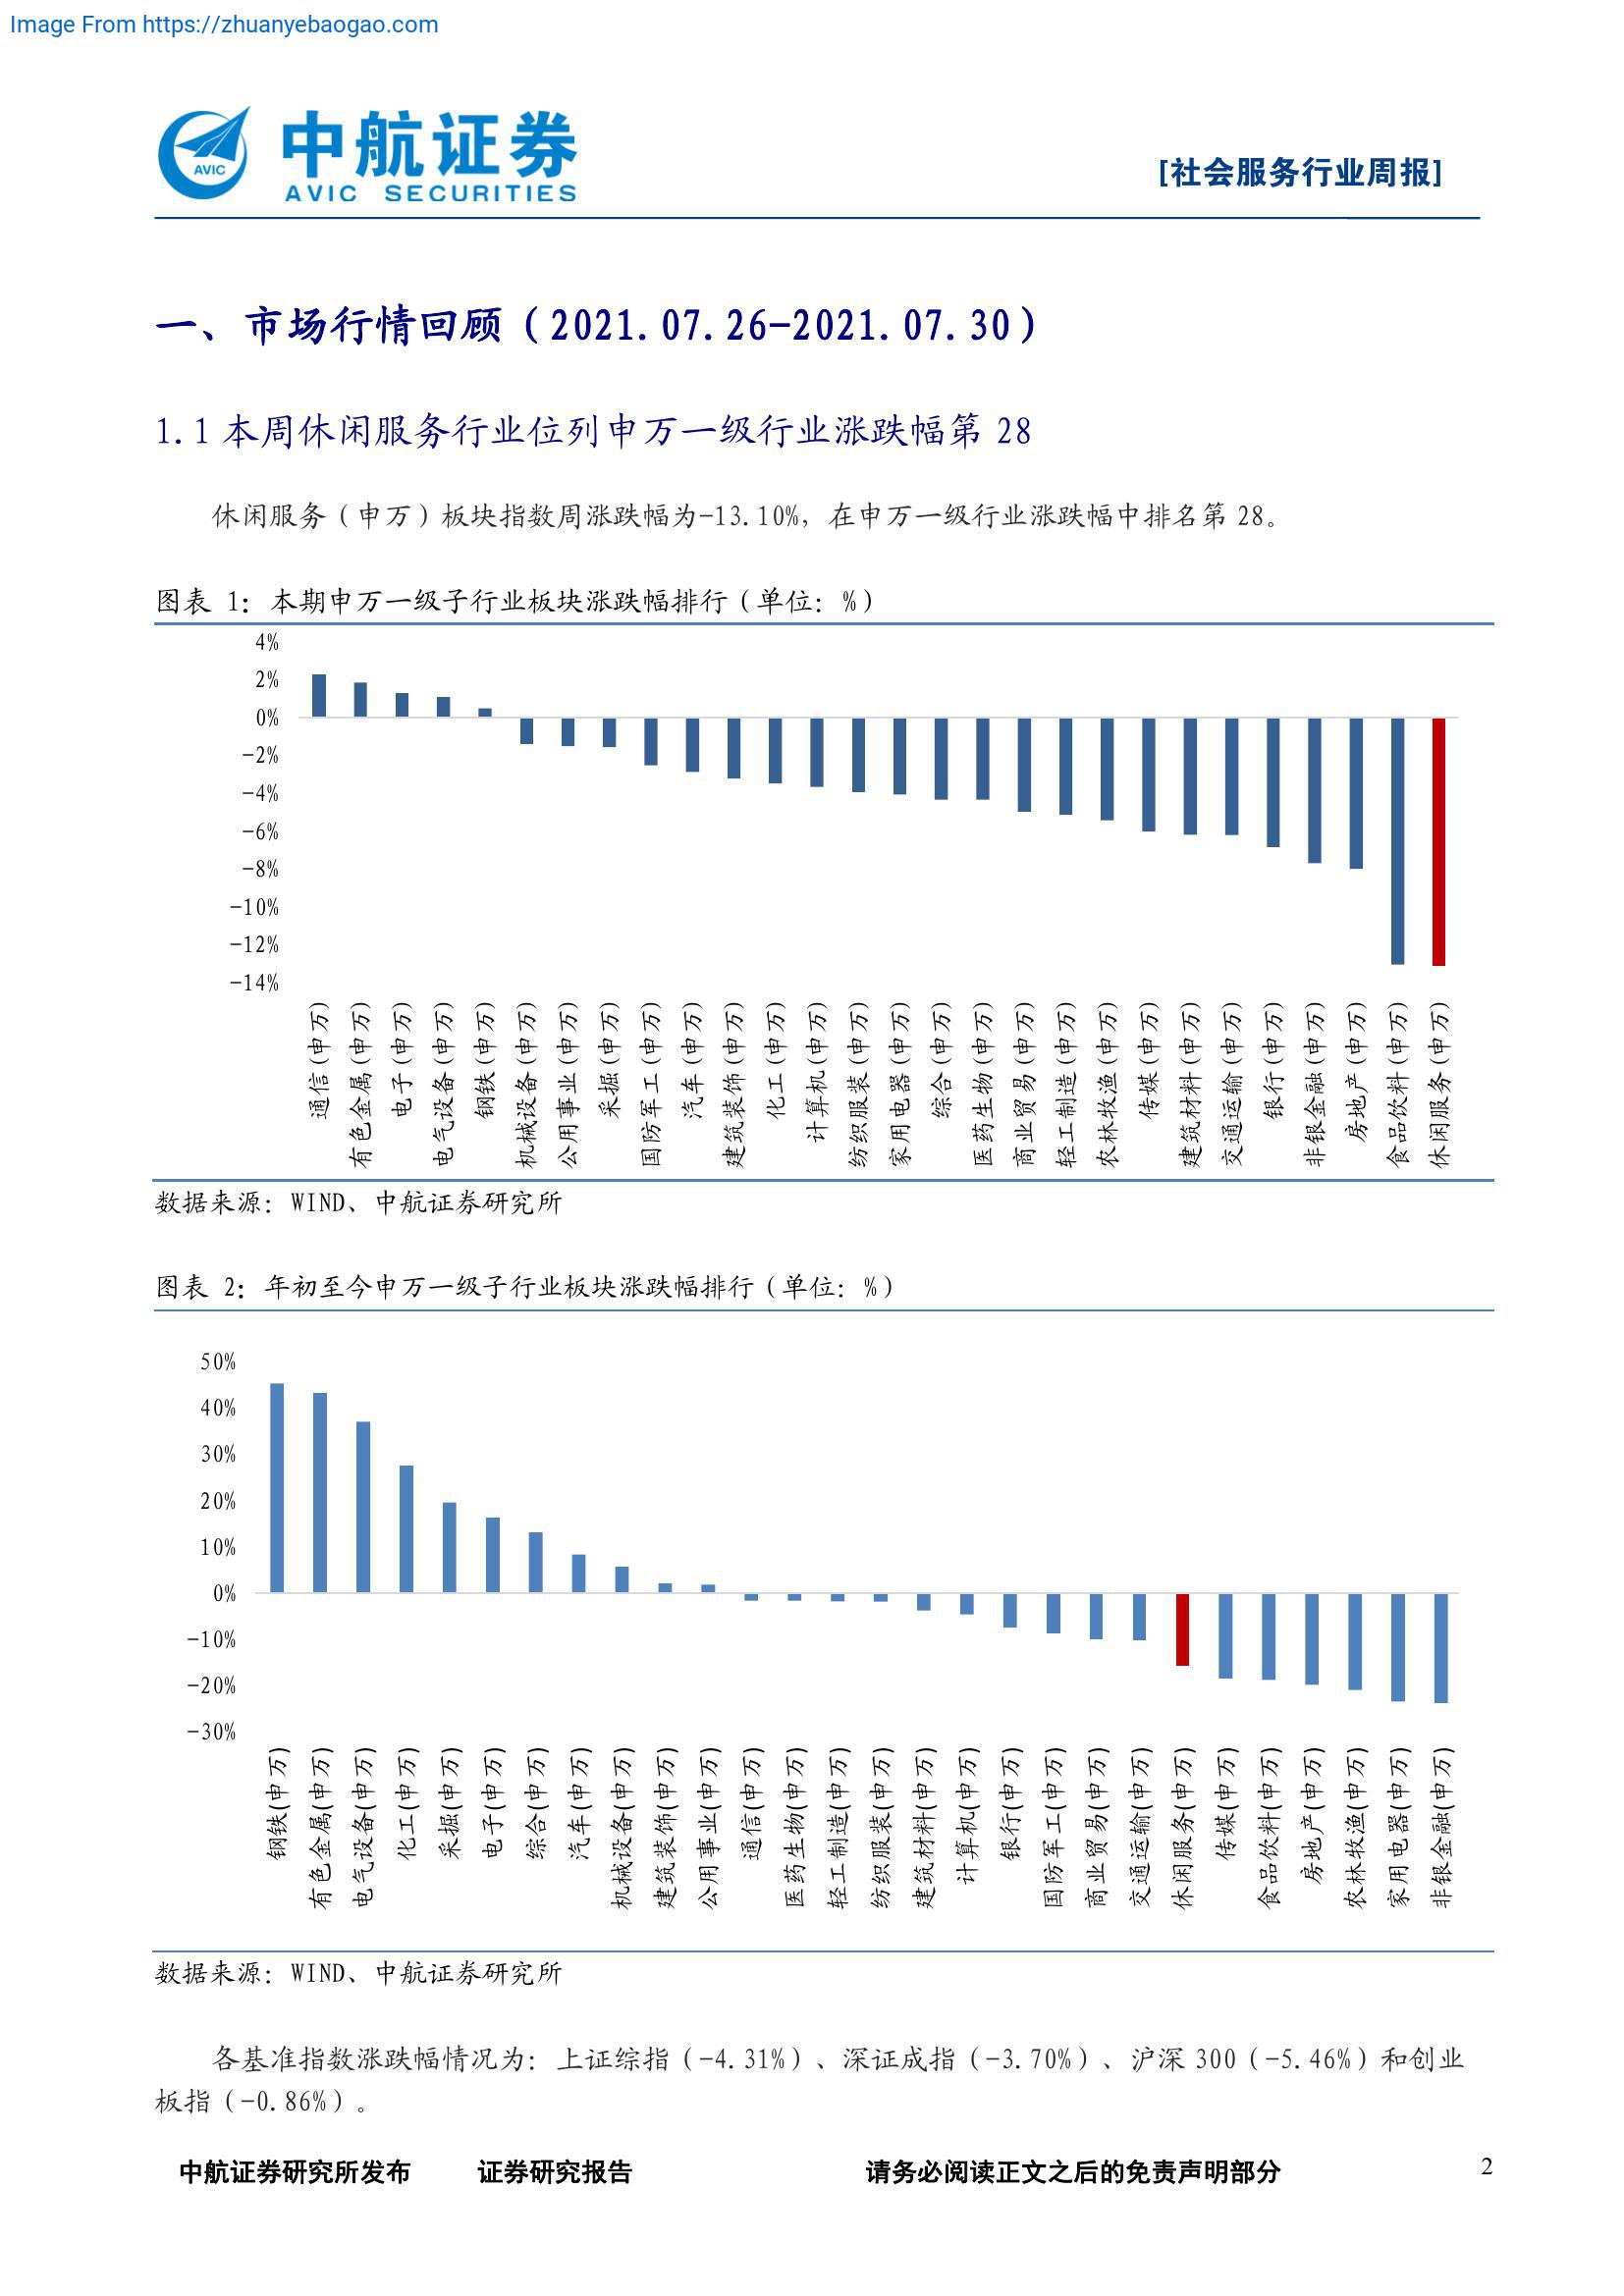 Image From https://zhuanyebaogao.com
AVIC
中航证券
AVIC SECURITIES
[社会服务行业周报]
一、市场行情回顾（2021.07.26-2021.07.30）
1.1 本周休闲服务行业位列申万一级行业涨跌幅第 28
休闲服务（申万）板块指数周涨跌幅为-13.10%，在申万一级行业涨跌幅中排名第 28。
图表 1：本期申万一级子行业板块涨跌幅排行（单位：%）
4%
2%
0%
-2%
-4%
-6%
-8%
-10%
-12%
-14%
通信(申万)
有色金属(申万)
电子(申万)
电气设备(申万)
钢铁(申万)
机械设备(申万)
公用事业(申万)
采掘(申万)
国防军工(申万)
汽车(申万)
建筑装饰(申万)
化工(申万)
计算机(申万)
纺织服装(申万)
家用电器(申万)
综合(申万)
医药生物(申万)
商业贸易(申万)
轻工制造(申万)
农林牧渔(申万)
传媒(申万)
建筑材料(申万)
交通运输(申万)
银行(申万)
非银金融(申万)
房地产(申万)
食品饮料(申万)
休闲服务(申万)
数据来源：WIND、中航证券研究所
图表 2：年初至今申万一级子行业板块涨跌幅排行（单位：%）
50%
40%
30%
20%
10%
0%
-10%
-20%
-30%
钢铁(申万)
有色金属(申万)
电气设备(申万)
化工(申万)
采掘(申万)
电子(申万)
综合(申万)
汽车(申万)
机械设备(申万)
建筑装饰(申万)
公用事业(申万)
通信(申万)
医药生物(申万)
轻工制造(申万)
纺织服装(申万)
建筑材料(申万)
计算机(申万)
银行(申万)
国防军工(申万)
商业贸易(申万)
交通运输(申万)
休闲服务(申万)
传媒(申万)
食品饮料(申万)
房地产(申万)
农林牧渔(申万)
家用电器(申万)
非银金融(申万)
数据来源：WIND、中航证券研究所
各基准指数涨跌幅情况为：上证综指（-4.31%）、深证成指（-3.70%）、沪深 300（-5.46%）和创业
板指（-0.86%）。
中航证券研究所发布 证券研究报告 请务必阅读正文之后的免责声明部分 2